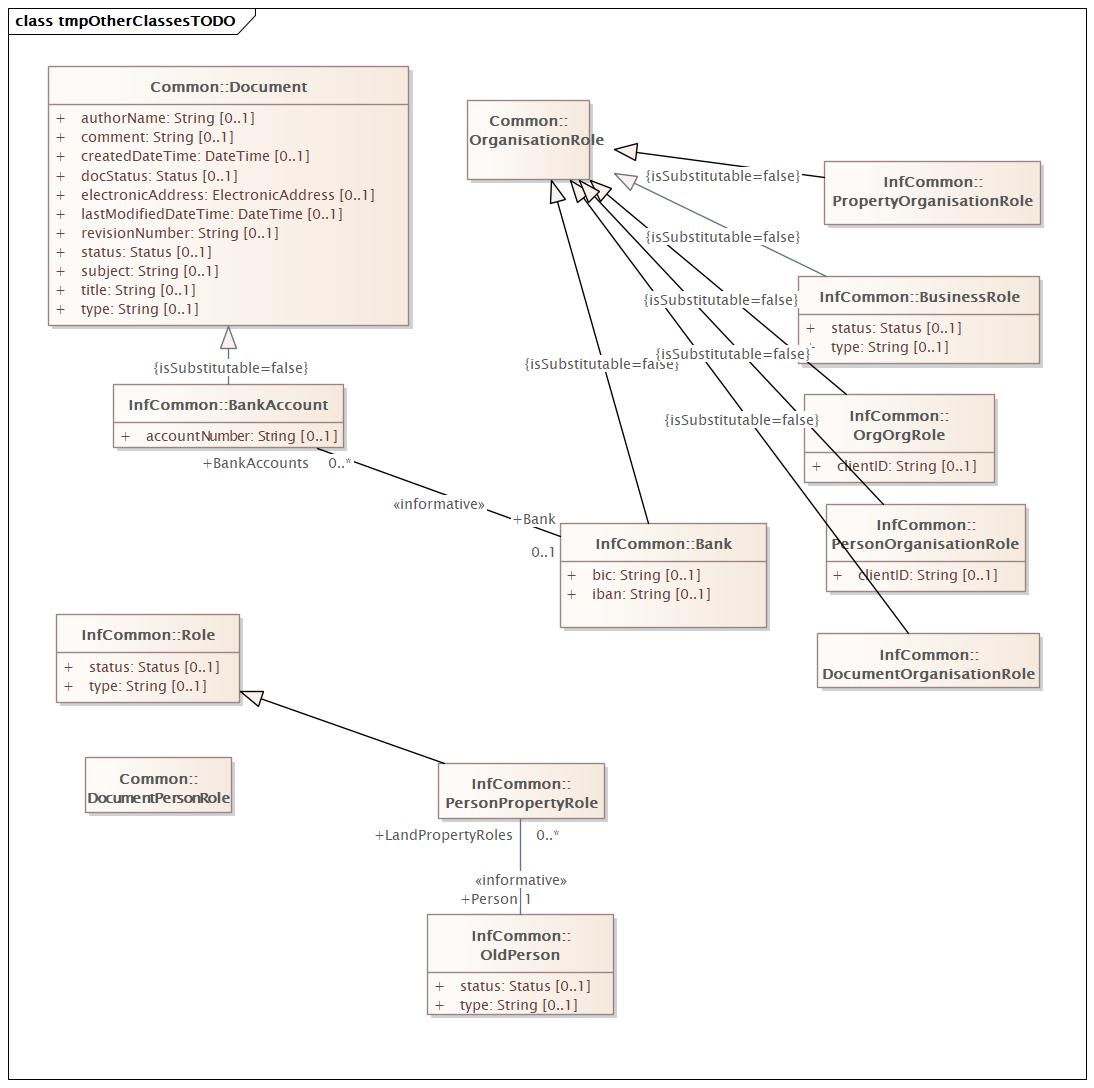 class tmpOtherClassesTODO
Common::Document
+ authorName: String [0..1]
+ comment: String [0..1]
+ createdDateTime: DateTime [0..1]
+ docStatus: Status [0..1]
+ electronicAddress: ElectronicAddress [0..1]
+ lastModifiedDateTime: DateTime [0..1]
+ revisionNumber: String [0..1]
+ status: Status [0..1]
+ subject: String [0..1]
+ title: String [0..1]
+ type: String [0..1]
{isSubstitutable=false}
InfCommon::BankAccount
+ accountNumber: String [0..1]
+BankAccounts 0..*
«informative»
+Bank
0..1
Common::
OrganisationRole
{isSubstitutable=false}
InfCommon::
PropertyOrganisationRole
{isSubstitutable=false}
InfCommon::BusinessRole
+ status: Status [0..1]
+ type: String [0..1]
{isSubstitutable=false}
{isSubstitutable=false}
{isSubstitutable=false}
{isSubstitutable=false}
InfCommon::
OrgOrgRole
+ clientID: String [0..1]
InfCommon::
PersonOrganisationRole
+ clientID: String [0..1]
InfCommon::Bank
+ bic: String [0..1]
+ iban: String [0..1]
InfCommon::
DocumentOrganisationRole
InfCommon::Role
+ status: Status [0..1]
+ type: String [0..1]
Common::
DocumentPersonRole
InfCommon::
PersonPropertyRole
+LandPropertyRoles 0..*
«informative»
+Person 1
InfCommon::
OldPerson
+ status: Status [0..1]
+ type: String [0..1]